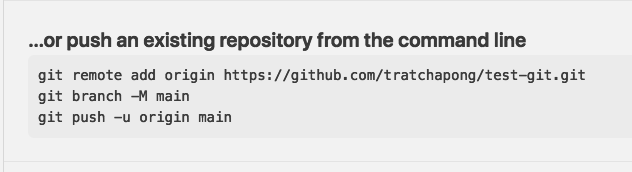 ...or push an existing repository from the command line
git remote add origin https://github.com/tratchapong/test-git.git
git branch -M main
git push -u origin main